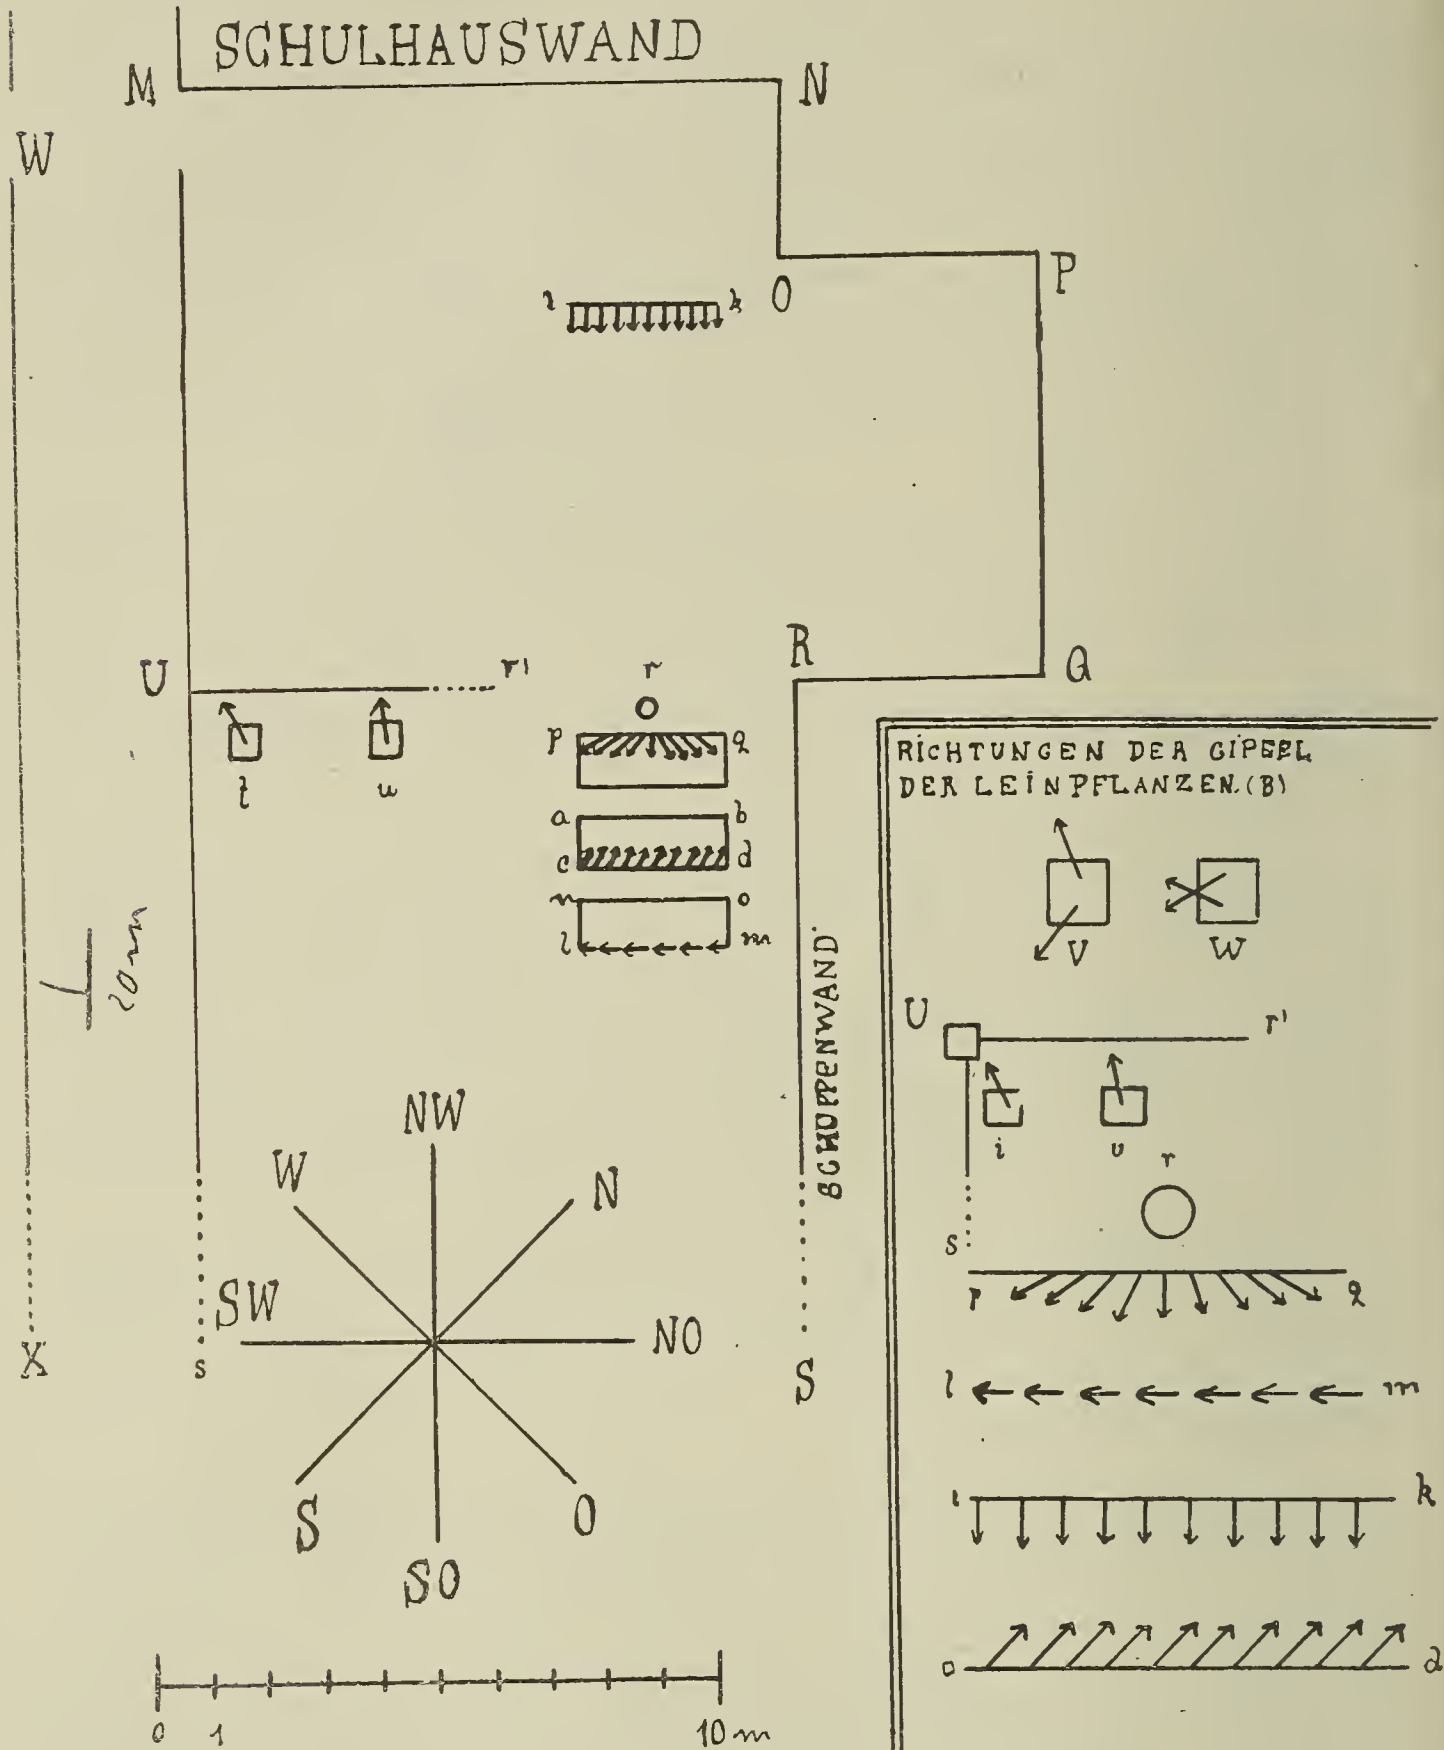 SCHULHAUSWAND
M
N
W
O
P
i k
U
r'
r
R
Q
t
u
p q
a b
c d
n o
l m
20 m
SCHUPPENWAND
NW
W
N
SW
NO
X
s
S
S
O
SO
0 1 10 m
RICHTUNGEN DER GIPFEL
DER LEINPFLANZEN.(B)
V W
U
r'
i
u
r
s
p q
l m
i k
o d